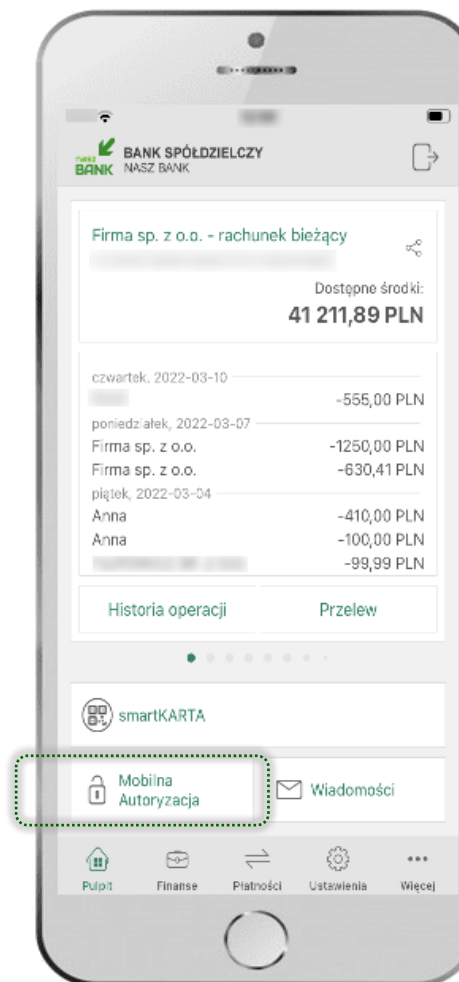 nasz
BANK
BANK SPÓŁDZIELCZY
NASZ BANK
Firma sp. z o.o. - rachunek bieżący
Dostępne środki:
41 211,89 PLN
czwartek, 2022-03-10
-555,00 PLN
poniedziałek, 2022-03-07
Firma sp. z o.o. -1250,00 PLN
Firma sp. z o.o. -630,41 PLN
piątek, 2022-03-04
Anna -410,00 PLN
Anna -100,00 PLN
-99,99 PLN
Historia operacji Przelew
smartKARTA
Mobilna
Autoryzacja
Wiadomości
Pulpit Finanse Płatności Ustawienia Więcej